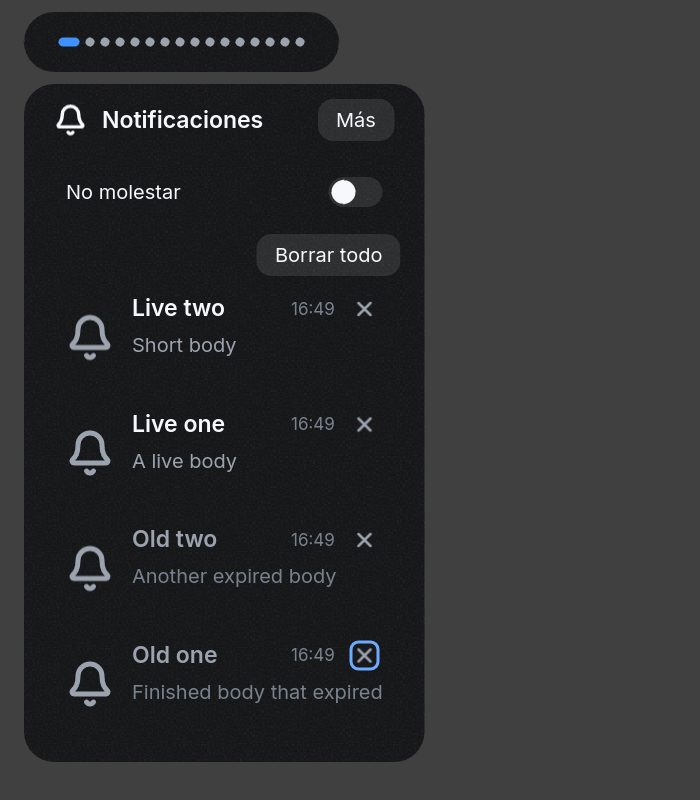 Notificaciones Más
No molestar
Borrar todo
Live two 16:49
Short body
Live one 16:49
A live body
Old two 16:49
Another expired body
Old one 16:49
Finished body that expired